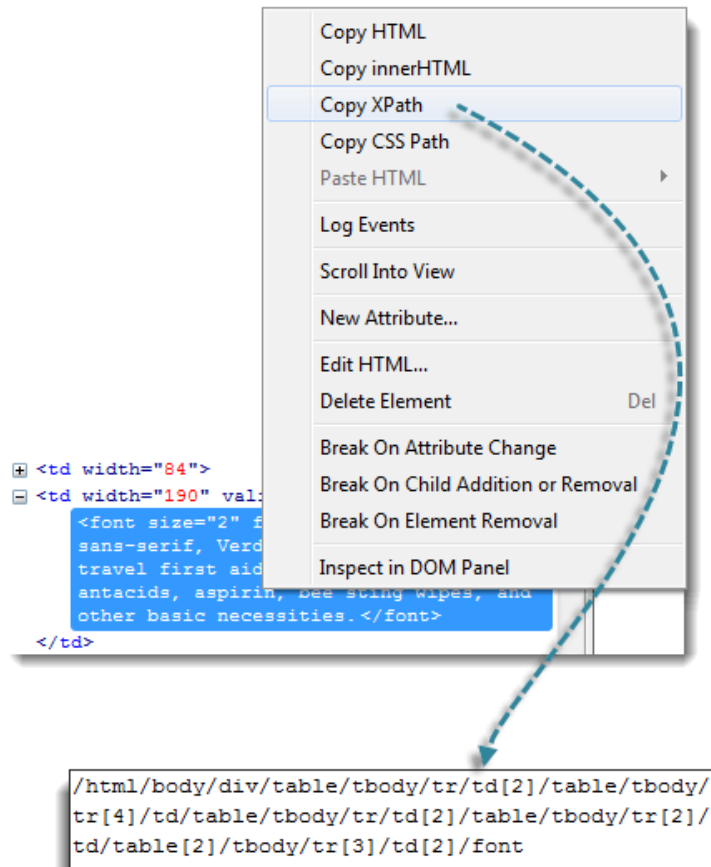 Copy HTML
Copy innerHTML
Copy XPath
Copy CSS Path
Paste HTML
Log Events
Scroll Into View
New Attribute...
Edit HTML...
Delete Element Del
Break On Attribute Change
Break On Child Addition or Removal
Break On Element Removal
Inspect in DOM Panel
<td width="84">
<td width="190" val
<font size="2" f
sans-serif, Verd
travel first aid
antacids, aspirin, bee sting wipes, and
other basic necessities.</font>
</td>
/html/body/div/table/tbody/tr/td[2]/table/tbody/
tr[4]/td/table/tbody/tr/td[2]/table/tbody/tr[2]/
td/table[2]/tbody/tr[3]/td[2]/font